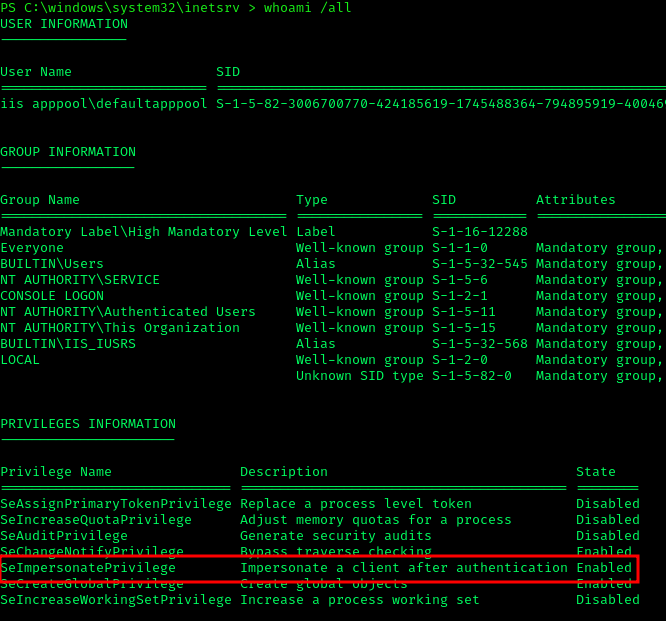 PS C:\windows\system32\inetsrv > whoami /all
USER INFORMATION
User Name SID
iis apppool\defaultapppool S-1-5-82-3006700770-424185619-1745488364-794895919-40046
GROUP INFORMATION
Group Name Type SID Attributes
Mandatory Label\High Mandatory Level Label S-1-16-12288
Everyone Well-known group S-1-1-0 Mandatory group,
BUILTIN\Users Alias S-1-5-32-545 Mandatory group,
NT AUTHORITY\SERVICE Well-known group S-1-5-6 Mandatory group,
CONSOLE LOGON Well-known group S-1-2-1 Mandatory group,
NT AUTHORITY\Authenticated Users Well-known group S-1-5-11 Mandatory group,
NT AUTHORITY\This Organization Well-known group S-1-5-15 Mandatory group,
BUILTIN\IIS_IUSRS Alias S-1-5-32-568 Mandatory group,
LOCAL Well-known group S-1-2-0 Mandatory group,
Unknown SID type S-1-5-82-0 Mandatory group,
PRIVILEGES INFORMATION
Privilege Name Description State
SeAssignPrimaryTokenPrivilege Replace a process level token Disabled
SeIncreaseQuotaPrivilege Adjust memory quotas for a process Disabled
SeAuditPrivilege Generate security audits Disabled
SeChangeNotifyPrivilege Bypass traverse checking Enabled
SeImpersonatePrivilege Impersonate a client after authentication Enabled
SeCreateGlobalPrivilege Create global objects Enabled
SeIncreaseWorkingSetPrivilege Increase a process working set Disabled